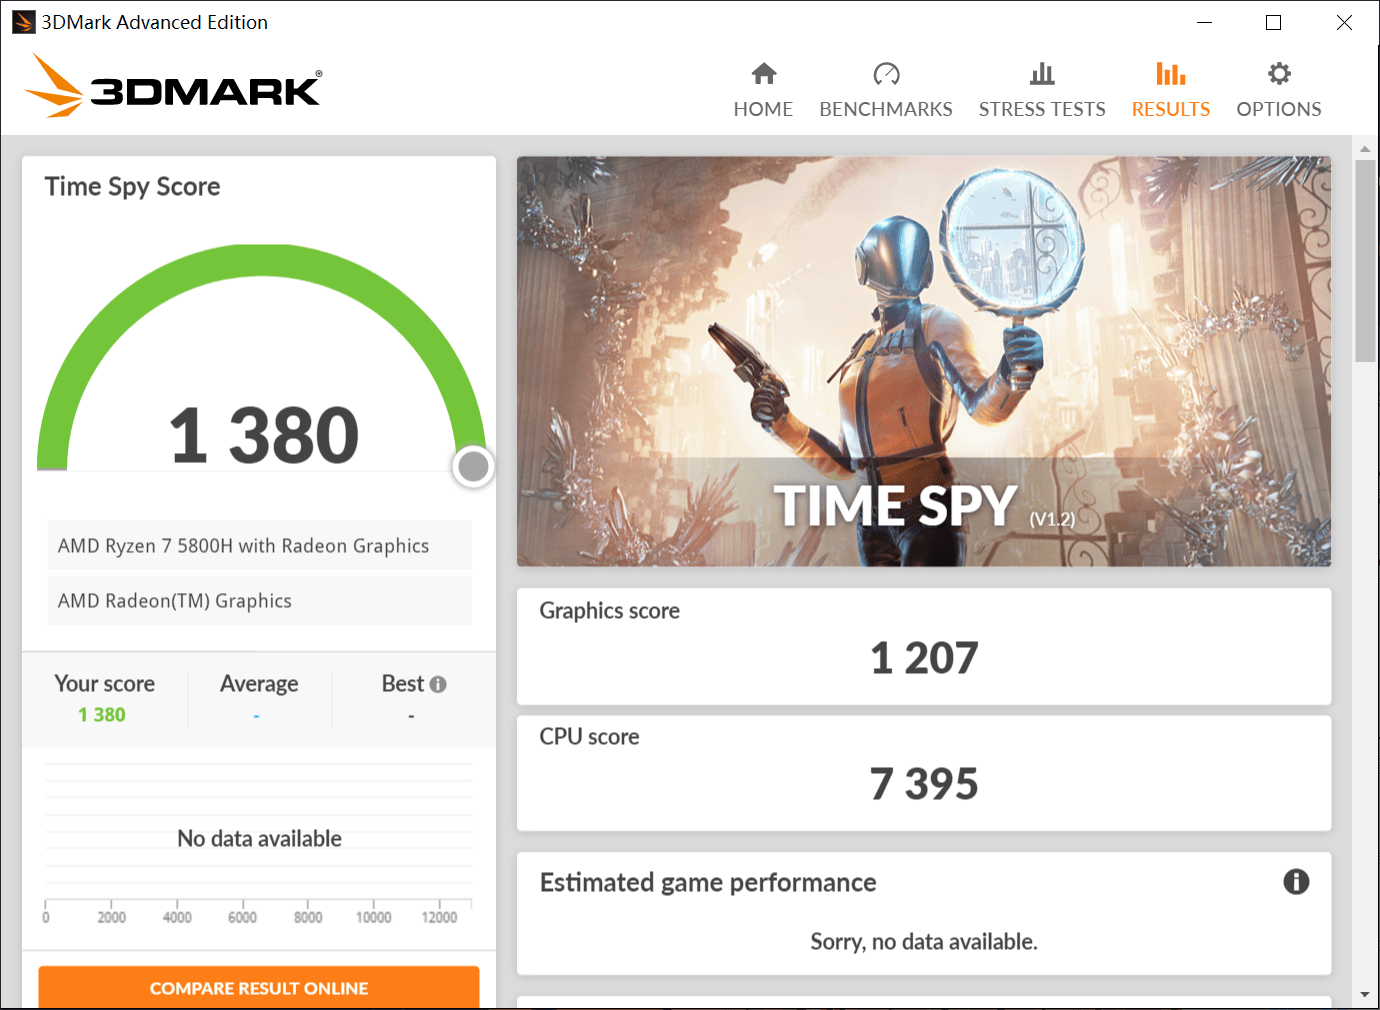 3DMark Advanced Edition
3DMARK®
HOME
BENCHMARKS
STRESS TESTS
RESULTS
OPTIONS
Time Spy Score
1 380
AMD Ryzen 7 5800H with Radeon Graphics
AMD Radeon(TM) Graphics
Your score
1 380
Average
-
Best
-
No data available
0 2000 4000 6000 8000 10000 12000
COMPARE RESULT ONLINE
TIME SPY (V1.2)
Graphics score
1 207
CPU score
7 395
Estimated game performance
Sorry, no data available.